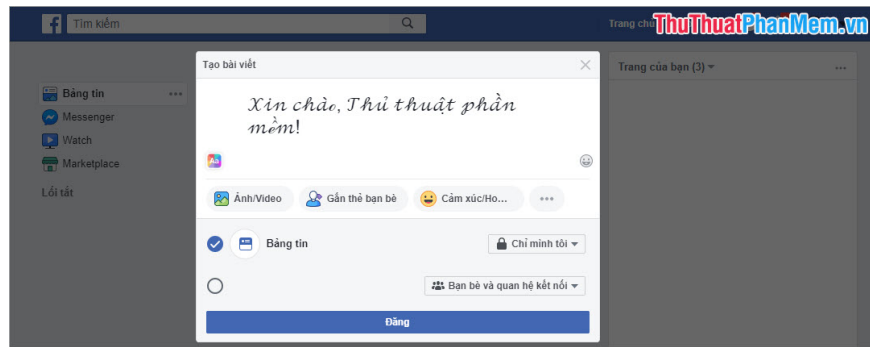 Tìm kiếm
Trang chủ
ThuThuatPhanMem.vn
Tạo bài viết
Trang của bạn (3)
Xin chào, Thủ thuật phần
mềm!
Bảng tin
Messenger
Watch
Marketplace
Lối tắt
Aa
Ảnh/Video
Gắn thẻ bạn bè
Cảm xúc/Ho...
Bảng tin
Chỉ mình tôi
Bạn bè và quan hệ kết nối
Đăng